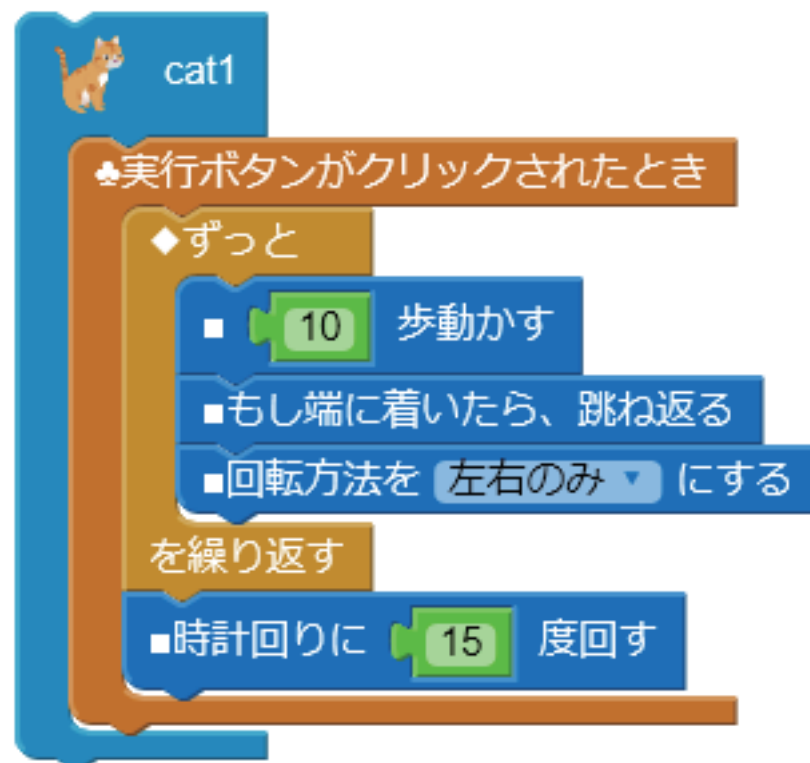 cat1
♣実行ボタンがクリックされたとき
◆ずっと
■ 10 歩動かす
■もし端に着いたら、跳ね返る
■回転方法を 左右のみ ▼ にする
を繰り返す
■時計回りに 15 度回す